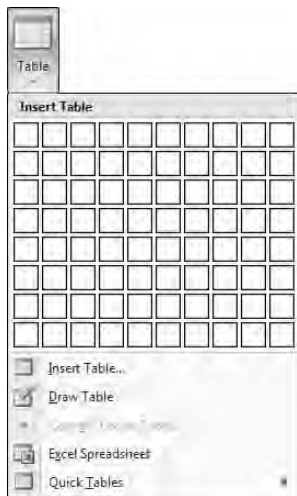 Table
Insert Table
Insert Table...
Draw Table
Excel Spreadsheet
Quick Tables